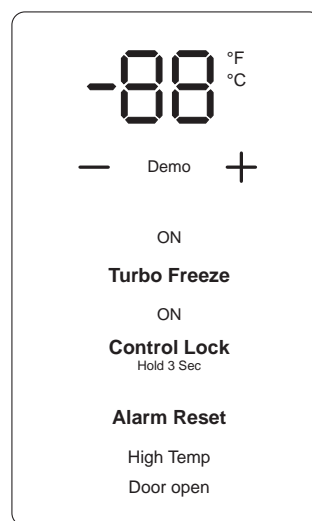 -88 °F
°C
− Demo +
ON
Turbo Freeze
ON
Control Lock
Hold 3 Sec
Alarm Reset
High Temp
Door open